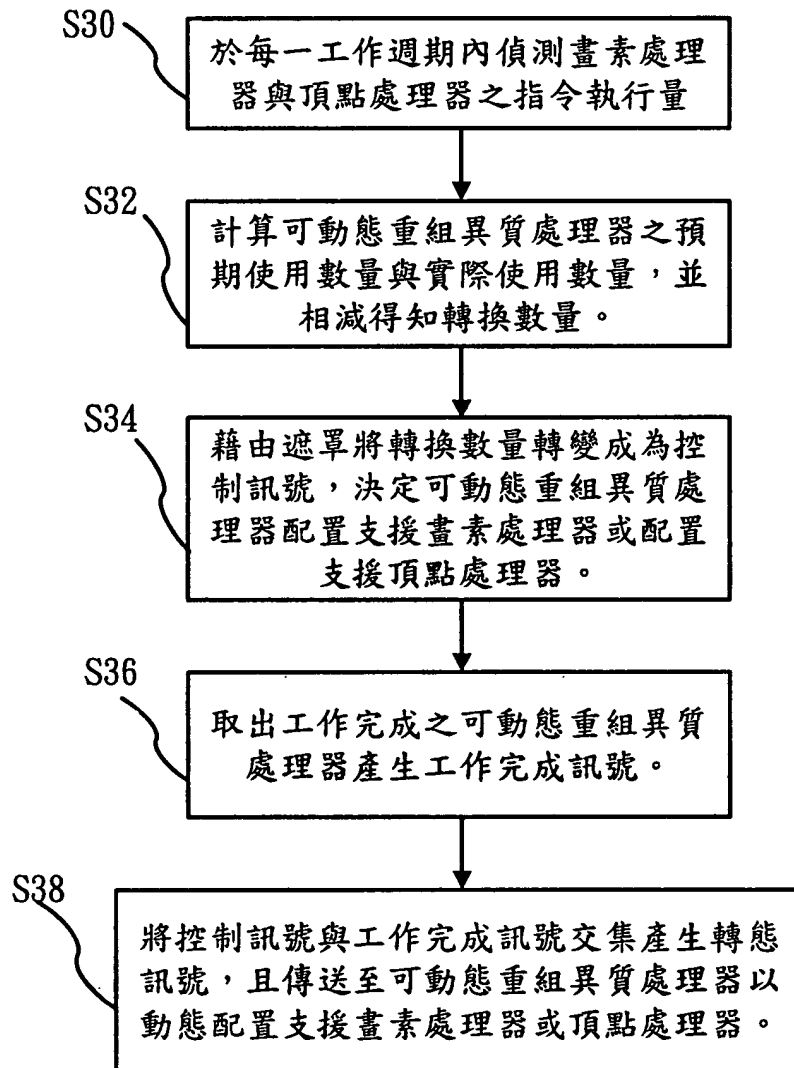 S30
於每一工作週期內偵測畫素處理
器與頂點處理器之指令執行量
S32
計算可動態重組異質處理器之預
期使用數量與實際使用數量，並
相減得知轉換數量。
S34
藉由遮罩將轉換數量轉變成為控
制訊號，決定可動態重組異質處
理器配置支援畫素處理器或配置
支援頂點處理器。
S36
取出工作完成之可動態重組異質
處理器產生工作完成訊號。
S38
將控制訊號與工作完成訊號交集產生轉態
訊號，且傳送至可動態重組異質處理器以
動態配置支援畫素處理器或頂點處理器。